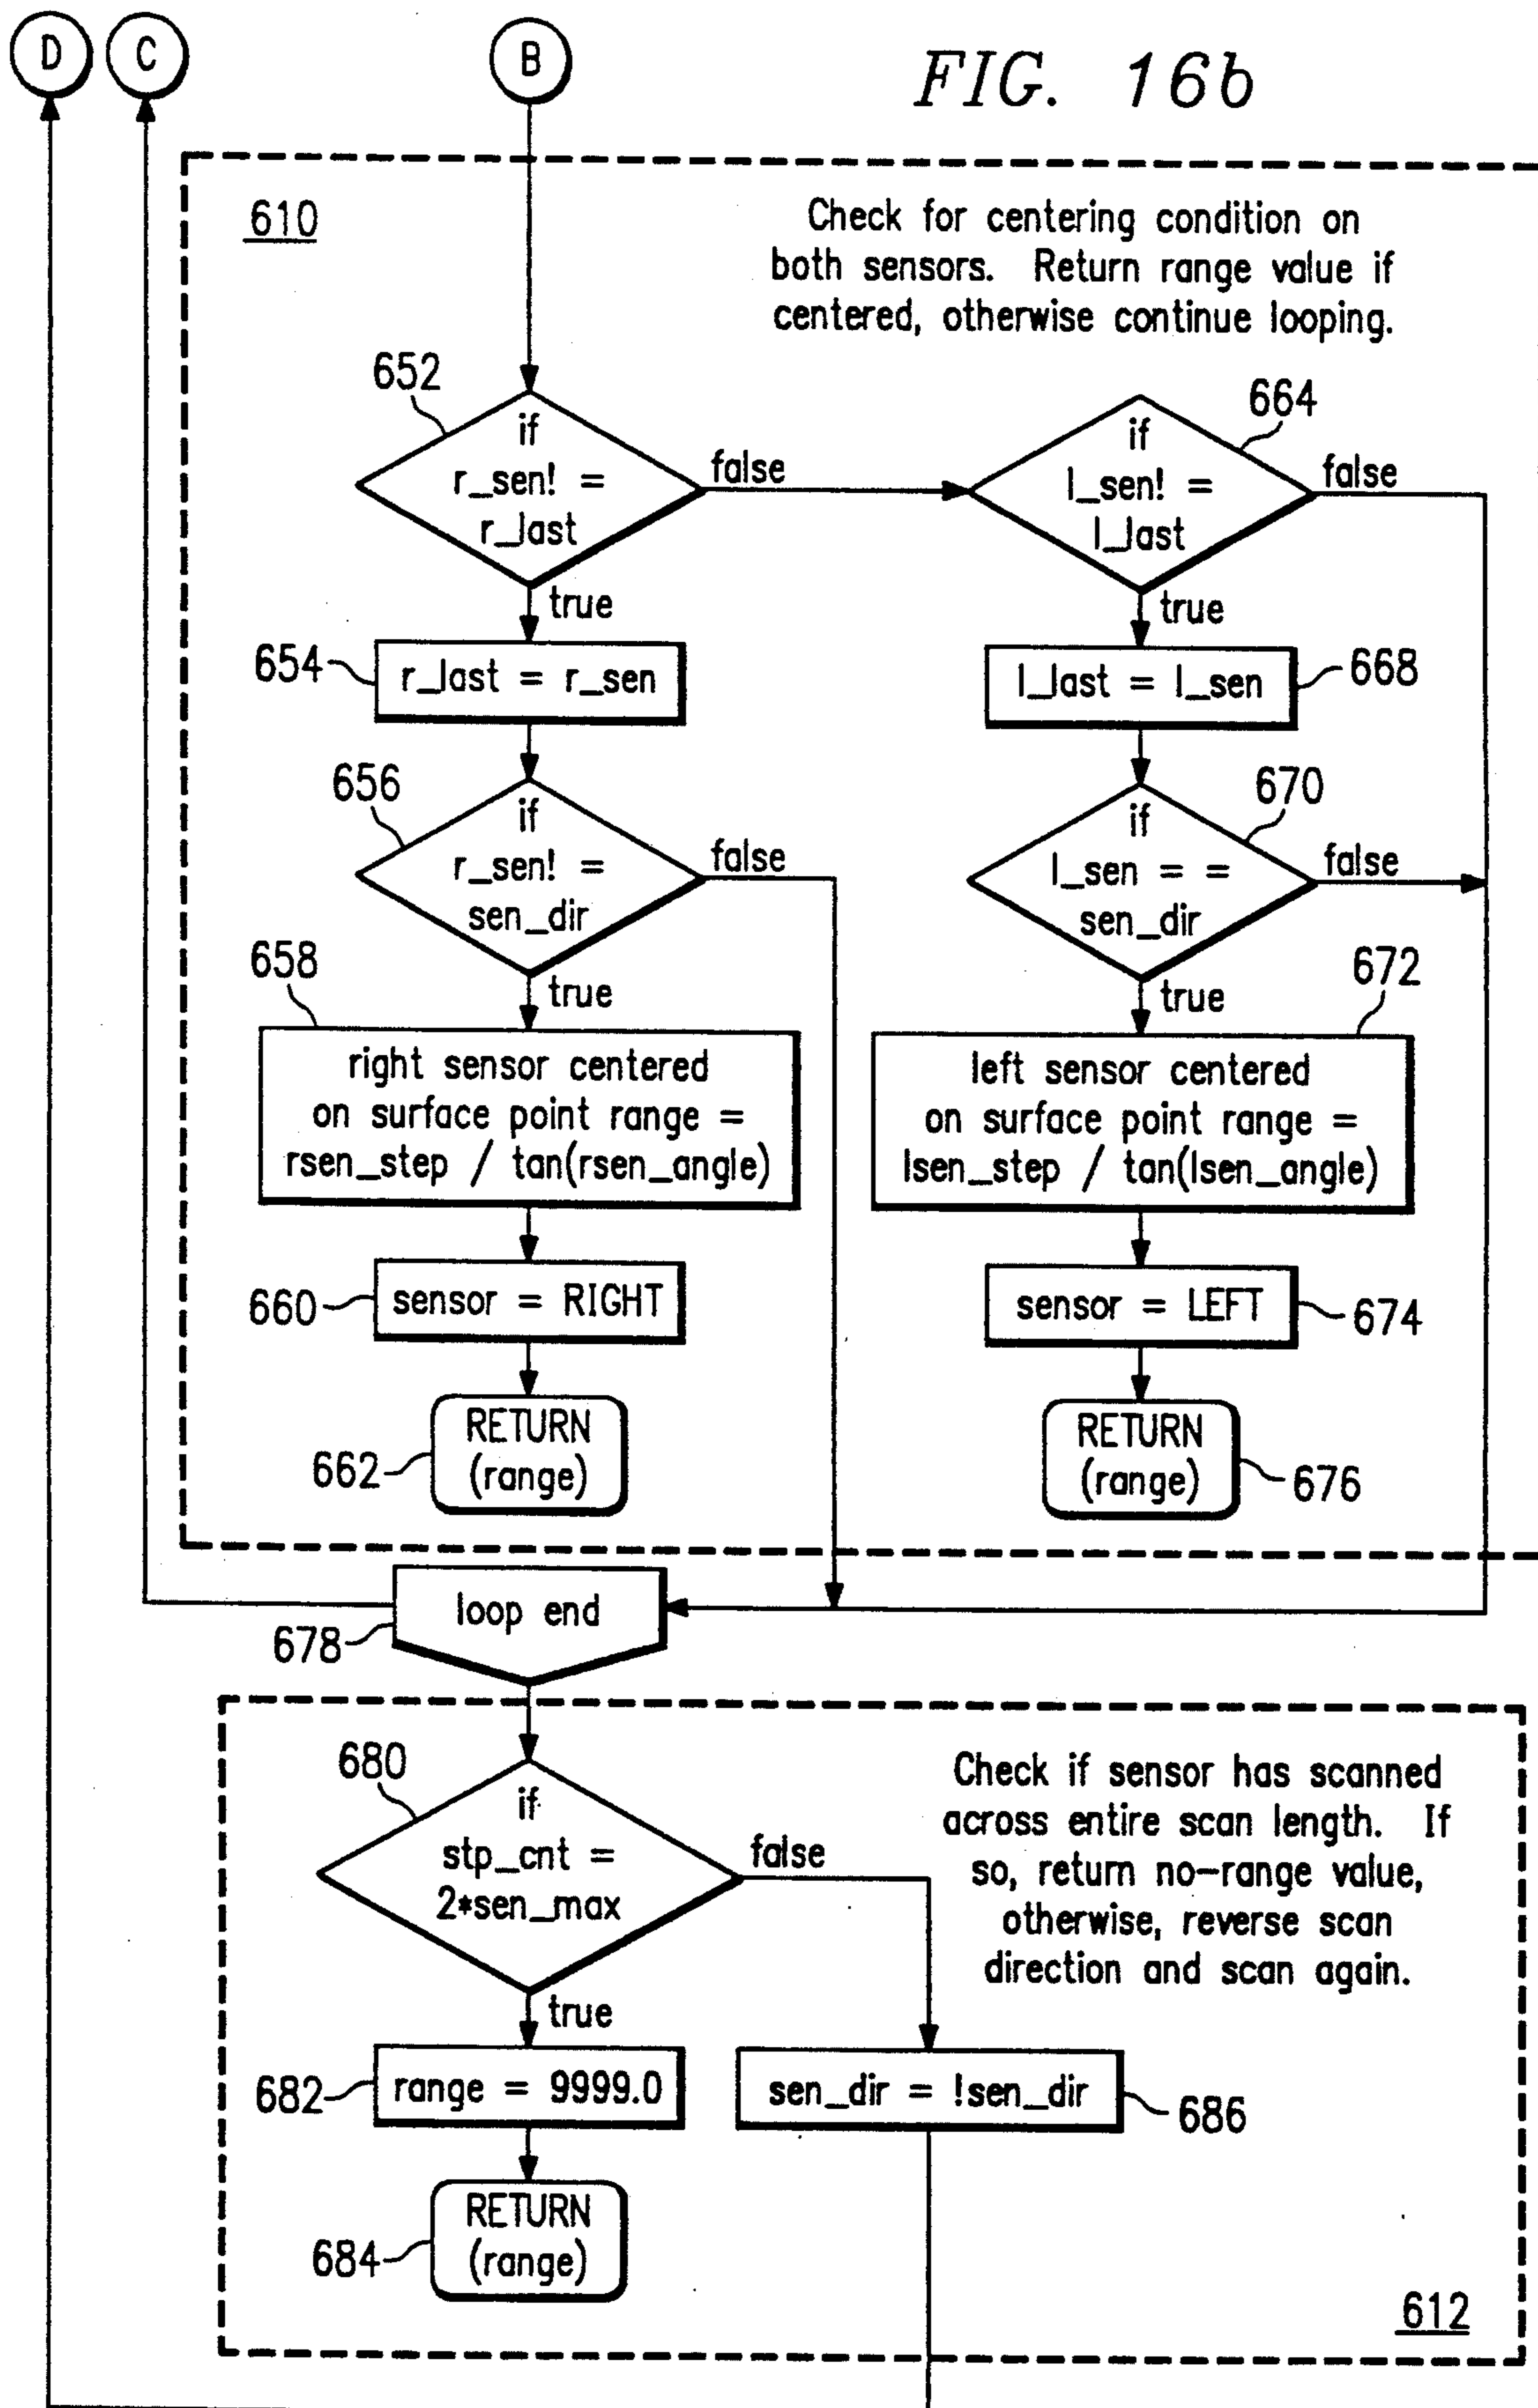 D
C
B
FIG. 16b
610
Check for centering condition on
both sensors. Return range value if
centered, otherwise continue looping.
652
if
r_sen! =
r_last
false
true
664
if
l_sen! =
l_last
false
true
654
r_last = r_sen
l_last = l_sen
668
656
if
r_sen! =
sen_dir
false
true
670
if
l_sen = =
sen_dir
false
true
658
right sensor centered
on surface point range =
rsen_step / tan(rsen_angle)
672
left sensor centered
on surface point range =
lsen_step / tan(lsen_angle)
660
sensor = RIGHT
sensor = LEFT
674
662
RETURN
(range)
RETURN
(range)
676
loop end
678
680
if
stp_cnt =
2*sen_max
false
true
Check if sensor has scanned
across entire scan length. If
so, return no-range value,
otherwise, reverse scan
direction and scan again.
682
range = 9999.0
sen_dir = !sen_dir
686
684
RETURN
(range)
612